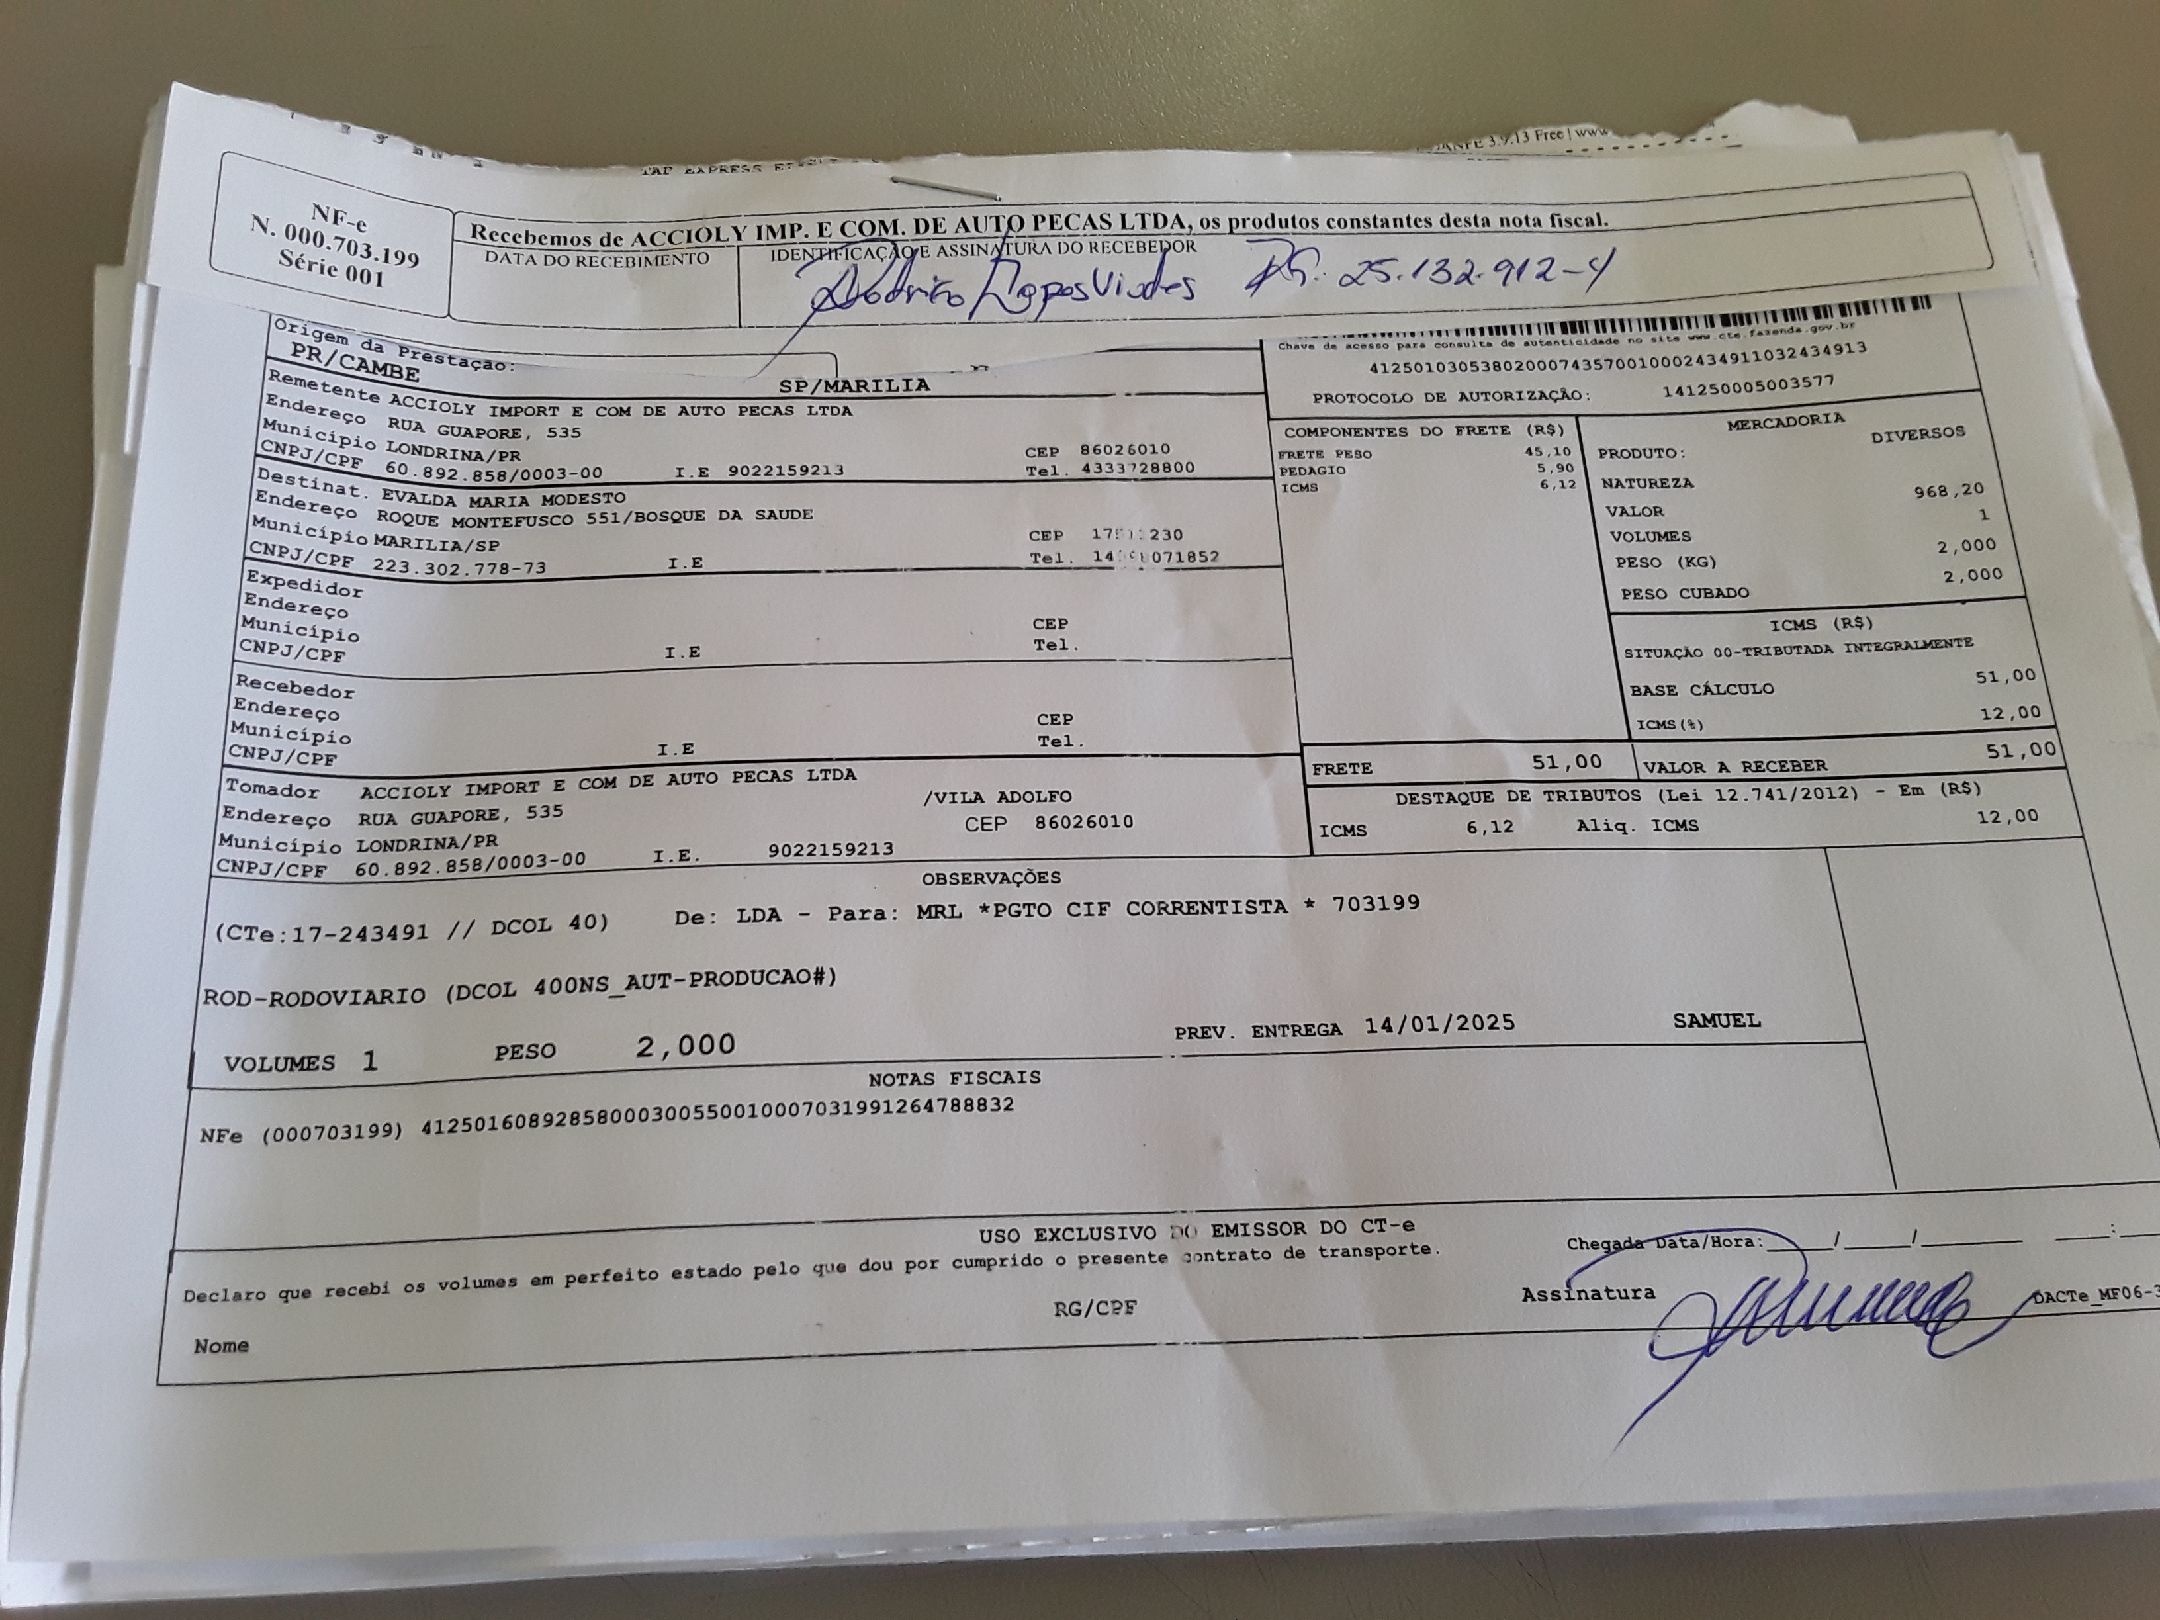 3.9.13 Free | www
TAP EXPRESS
NF-e
N. 000.703.199
Série 001
Recebemos de ACCIOLY IMP. E COM. DE AUTO PECAS LTDA, os produtos constantes desta nota fiscal.
DATA DO RECEBIMENTO
IDENTIFICAÇÃO E ASSINATURA DO RECEBEDOR
RG: 25.132.912-4
Origem da Prestação:
PR/CAMBE
SP/MARILIA
Remetente ACCIOLY IMPORT E COM DE AUTO PECAS LTDA
Endereço RUA GUAPORE, 535
Município LONDRINA/PR CEP 86026010
CNPJ/CPF 60.892.858/0003-00 I.E 9022159213 Tel. 4333728800
Destinat. EVALDA MARIA MODESTO
Endereço ROQUE MONTEFUSCO 551/BOSQUE DA SAUDE
Município MARILIA/SP CEP
CNPJ/CPF 223.302.778-73 I.E Tel.
Expedidor
Endereço
Município CEP
CNPJ/CPF I.E Tel.
Recebedor
Endereço
Município CEP
CNPJ/CPF I.E Tel.
Tomador ACCIOLY IMPORT E COM DE AUTO PECAS LTDA
Endereço RUA GUAPORE, 535 /VILA ADOLFO
Município LONDRINA/PR CEP 86026010
CNPJ/CPF 60.892.858/0003-00 I.E. 9022159213
Chave de acesso para consulta de autenticidade no site www.cte.fazenda.gov.br
41250103053802000743570010002434911032434913
PROTOCOLO DE AUTORIZAÇÃO: 141250005003577
COMPONENTES DO FRETE (R$)
FRETE PESO 45,10
PEDAGIO 5,90
ICMS 6,12
MERCADORIA
PRODUTO: DIVERSOS
NATUREZA
VALOR 968,20
VOLUMES 1
PESO (KG) 2,000
PESO CUBADO 2,000
ICMS (R$)
SITUAÇÃO 00-TRIBUTADA INTEGRALMENTE
BASE CÁLCULO 51,00
ICMS(%) 12,00
FRETE 51,00 VALOR A RECEBER 51,00
DESTAQUE DE TRIBUTOS (Lei 12.741/2012) - Em (R$)
ICMS 6,12 Aliq. ICMS 12,00
OBSERVAÇÕES
(CTe:17-243491 // DCOL 40) De: LDA - Para: MRL *PGTO CIF CORRENTISTA * 703199
ROD-RODOVIARIO (DCOL 400NS_AUT-PRODUCAO#)
VOLUMES 1 PESO 2,000 PREV. ENTREGA 14/01/2025 SAMUEL
NOTAS FISCAIS
NFe (000703199) 41250160892858000300550010007031991264788832
USO EXCLUSIVO DO EMISSOR DO CT-e
Declaro que recebi os volumes em perfeito estado pelo que dou por cumprido o presente contrato de transporte.
Chegada Data/Hora:____/____/______ ___:
Nome RG/CPF Assinatura DACTe_MF06-3